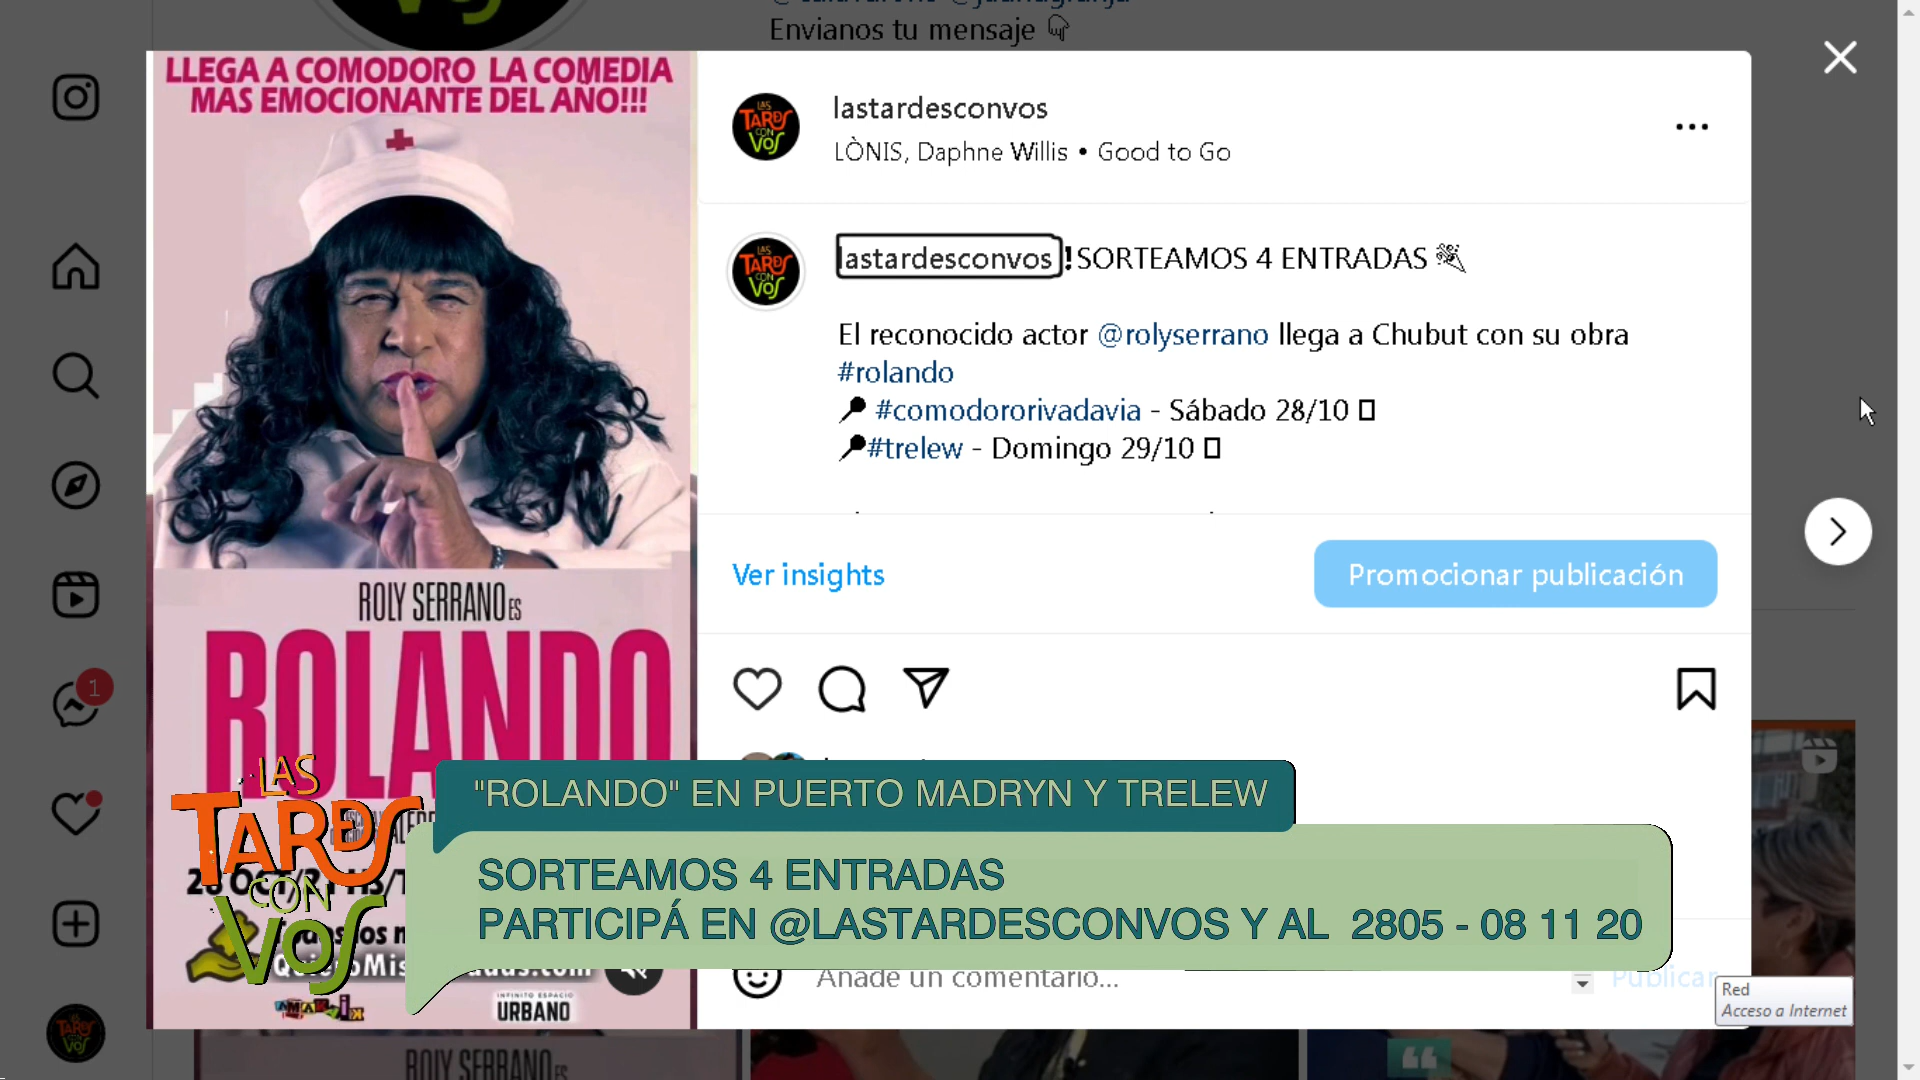 Envianos tu mensaje
LLEGA A COMODORO LA COMEDIA
MAS EMOCIONANTE DEL AÑO!!!
ROLY SERRANO ES
ROLANDO
lastardesconvos
LÒNIS, Daphne Willis • Good to Go
lastardesconvos !SORTEAMOS 4 ENTRADAS
El reconocido actor @rolyserrano llega a Chubut con su obra
#rolando
#comodororivadavia - Sábado 28/10
#trelew - Domingo 29/10
Ver insights
Promocionar publicación
1
LAS
TARDES
CON
VOS
"ROLANDO" EN PUERTO MADRYN Y TRELEW
SORTEAMOS 4 ENTRADAS
PARTICIPÁ EN @LASTARDESCONVOS Y AL 2805 - 08 11 20
Añade un comentario...
Publicar
Red
Acceso a Internet
INFINITO ESPACIO
URBANO
ROLY SERRANO ES